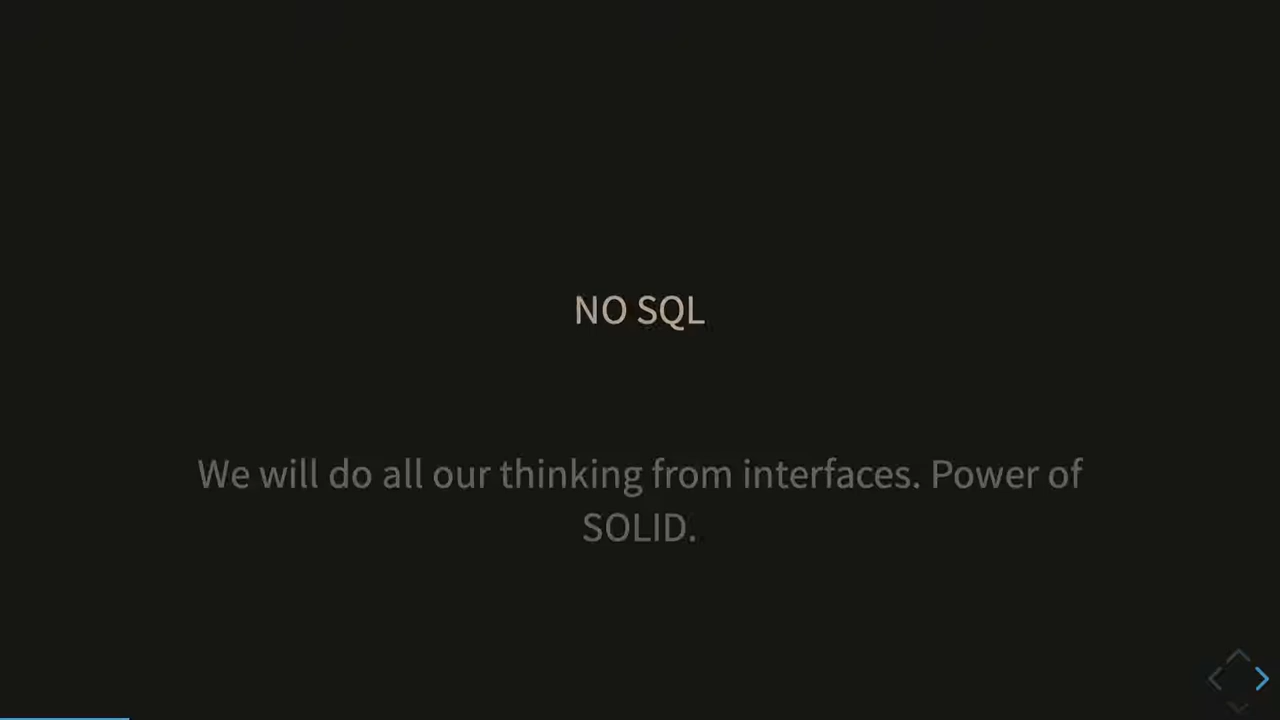 NO SQL
We will do all our thinking from interfaces. Power of
SOLID.